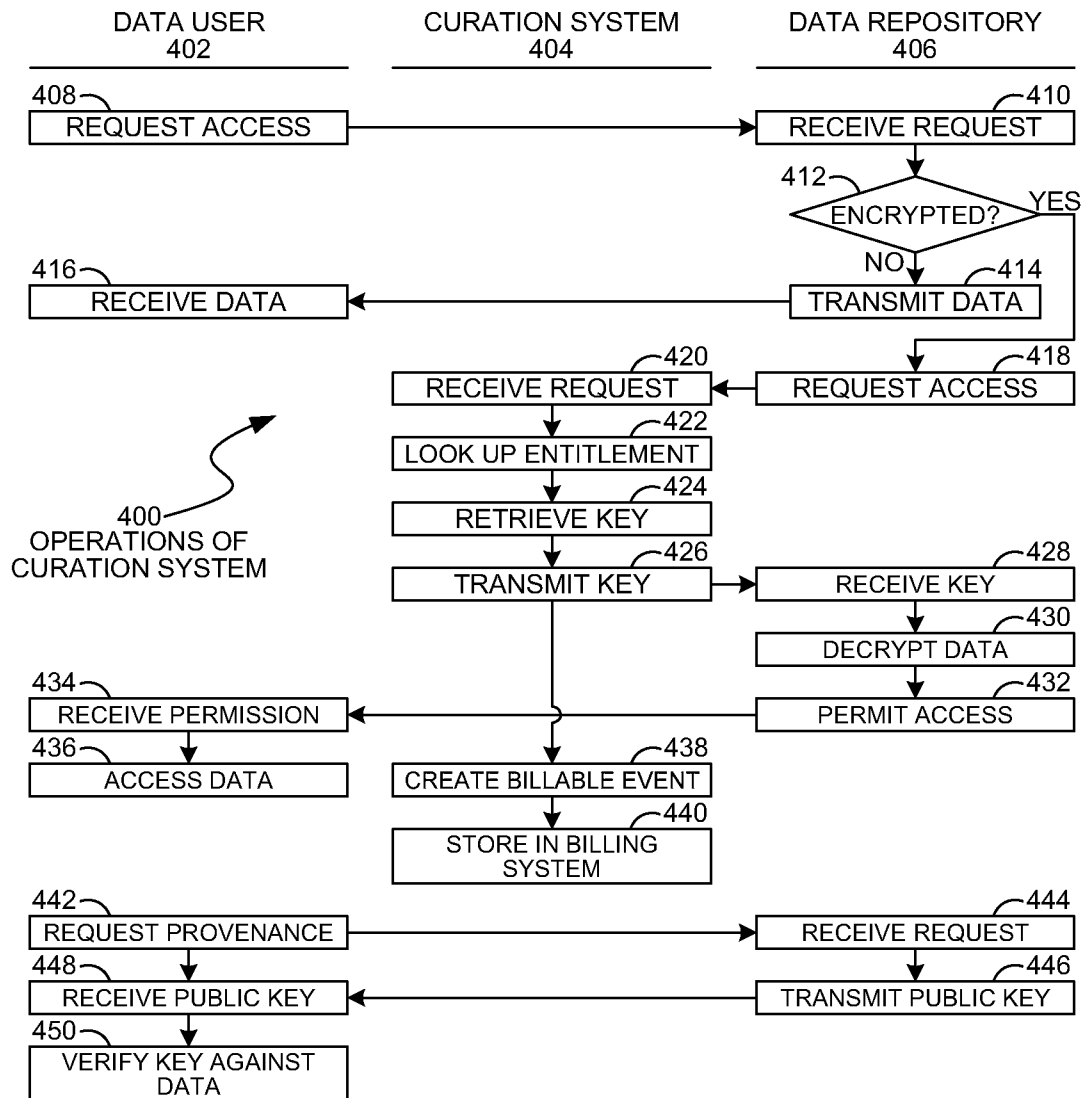 DATA USER
402
CURATION SYSTEM
404
DATA REPOSITORY
406
408
REQUEST ACCESS
410
RECEIVE REQUEST
412
ENCRYPTED?
YES
NO
414
TRANSMIT DATA
416
RECEIVE DATA
418
REQUEST ACCESS
420
RECEIVE REQUEST
422
LOOK UP ENTITLEMENT
424
RETRIEVE KEY
400
OPERATIONS OF
CURATION SYSTEM
426
TRANSMIT KEY
428
RECEIVE KEY
430
DECRYPT DATA
432
PERMIT ACCESS
434
RECEIVE PERMISSION
436
ACCESS DATA
438
CREATE BILLABLE EVENT
440
STORE IN BILLING
SYSTEM
442
REQUEST PROVENANCE
444
RECEIVE REQUEST
446
TRANSMIT PUBLIC KEY
448
RECEIVE PUBLIC KEY
450
VERIFY KEY AGAINST
DATA